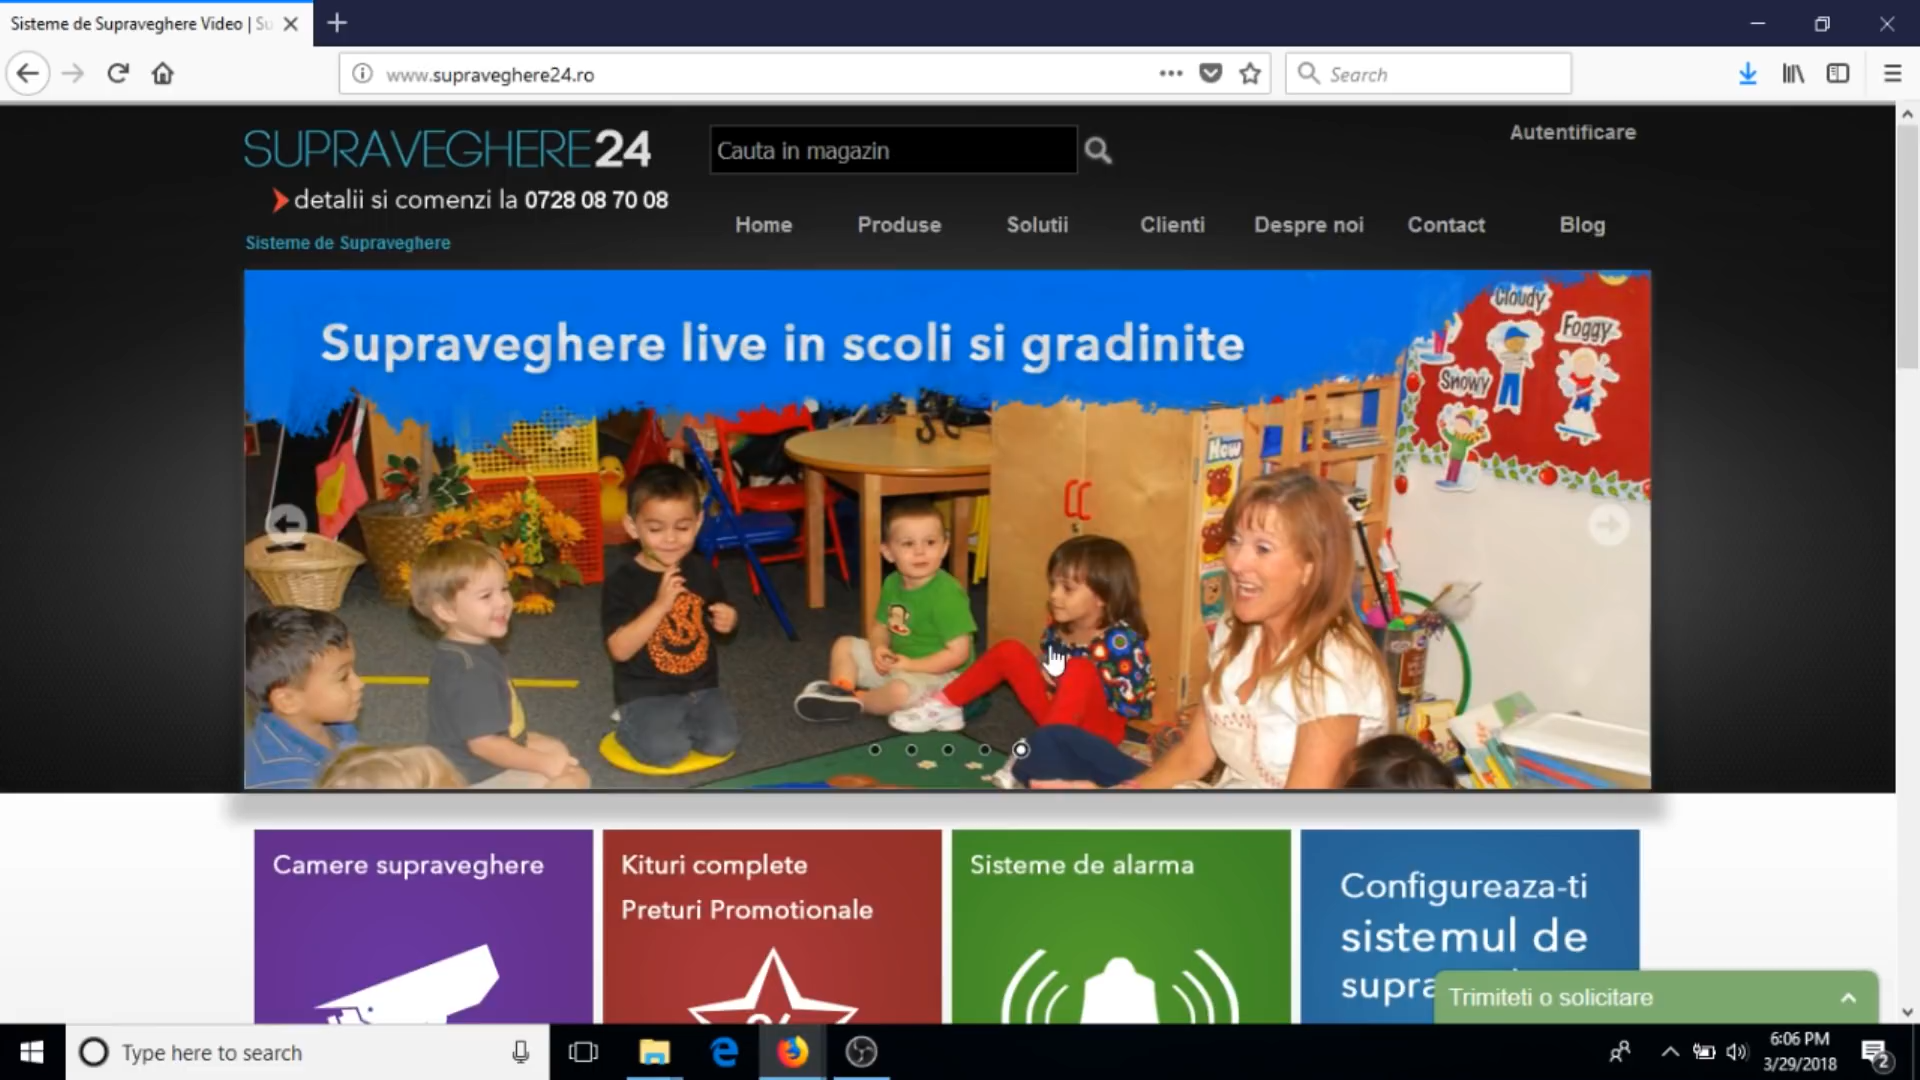 Sisteme de Supraveghere Video | Su
www.supraveghere24.ro
Search
SUPRAVEGHERE24
Cauta in magazin
Autentificare
detalii si comenzi la 0728 08 70 08
Home Produse Solutii Clienti Despre noi Contact Blog
Sisteme de Supraveghere
Supraveghere live in scoli si gradinite
Cloudy
Foggy
Snowy
How
Camere supraveghere
Kituri complete
Preturi Promotionale
Sisteme de alarma
Configureaza-ti
sistemul de
Trimiteti o solicitare
Type here to search
6:06 PM
3/29/2018
2